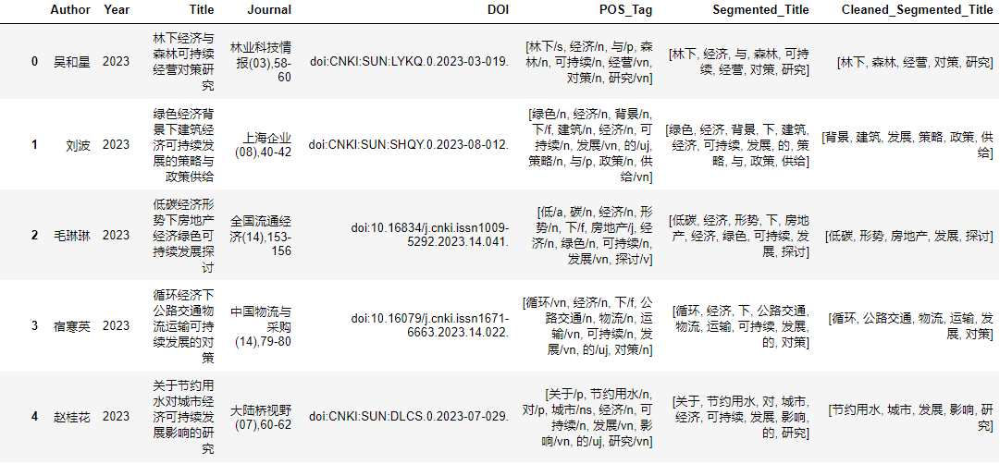 Author Year Title Journal DOI POS_Tag Segmented_Title Cleaned_Segmented_Title
0 吴和星 2023
林下经济与
森林可持续
经营对策研
究
林业科技情
报(03),58-
60
doi:CNKI:SUN:LYKQ.0.2023-03-019.
[林下/s, 经济/n, 与/p, 森
林/n, 可持续/n, 经营/vn,
对策/n, 研究/vn]
[林下, 经济, 与, 森林, 可持
续, 经营, 对策, 研究]
[林下, 森林, 经营, 对策, 研究]
1 刘波 2023
绿色经济背
景下建筑经
济可持续发
展的策略与
政策供给
上海企业
(08),40-42
doi:CNKI:SUN:SHQY.0.2023-08-012.
[绿色/n, 经济/n, 背景/n,
下/f, 建筑/n, 经济/n, 可
持续/n, 发展/vn, 的/uj,
策略/n, 与/p, 政策/n, 供
给/vn]
[绿色, 经济, 背景, 下, 建筑,
经济, 可持续, 发展, 的, 策
略, 与, 政策, 供给]
[背景, 建筑, 发展, 策略, 政策, 供
给]
2 毛琳琳 2023
低碳经济形
势下房地产
经济绿色可
持续发展探
讨
全国流通经
济(14),153-
156
doi:10.16834/j.cnki.issn1009-
5292.2023.14.041.
[低/a, 碳/n, 经济/n, 形
势/n, 下/f, 房地产/j, 经
济/n, 绿色/n, 可持续/n,
发展/vn, 探讨/v]
[低碳, 经济, 形势, 下, 房地
产, 经济, 绿色, 可持续, 发
展, 探讨]
[低碳, 形势, 房地产, 发展, 探讨]
3 宿寒英 2023
循环经济下
公路交通物
流运输可持
续发展的对
策
中国物流与
采购
(14),79-80
doi:10.16079/j.cnki.issn1671-
6663.2023.14.022.
[循环/vn, 经济/n, 下/f, 公
路交通/n, 物流/n, 运
输/vn, 可持续/n, 发
展/vn, 的/uj, 对策/n]
[循环, 经济, 下, 公路交通,
物流, 运输, 可持续, 发展,
的, 对策]
[循环, 公路交通, 物流, 运输, 发
展, 对策]
4 赵桂花 2023
关于节约用
水对城市经
济可持续发
展影响的研
究
大陆桥视野
(07),60-62
doi:CNKI:SUN:DLCS.0.2023-07-029.
[关于/p, 节约用水/n,
对/p, 城市/ns, 经济/n, 可
持续/n, 发展/vn, 影
响/vn, 的/uj, 研究/vn]
[关于, 节约用水, 对, 城市,
经济, 可持续, 发展, 影响,
的, 研究]
[节约用水, 城市, 发展, 影响, 研
究]